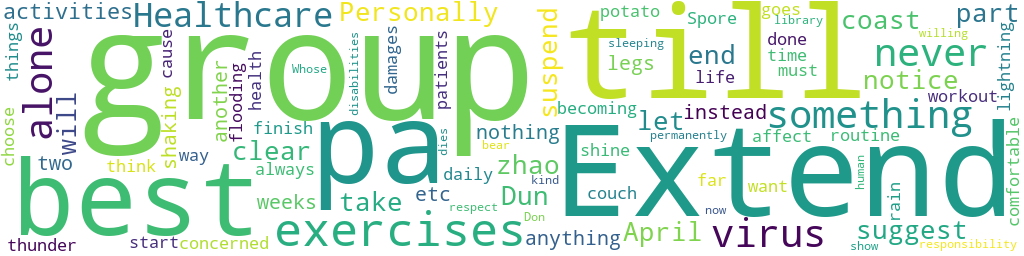 activities Healthcare Personally potato Spore goes library willing coast part
things alone group cause shaking another flooding health Whose disabilities damages patients suspend till sleeping legs end life done time must never notice lightning
choose will best pa dies virus Extend something
finish clear always way nothing becoming let permanently instead affect routine workout
two think weeks take daily etc bear zhao kind Dun shine couch far want now human rain comfortable
thunder start concerned exercises respect Don anything April show suggest responsibility